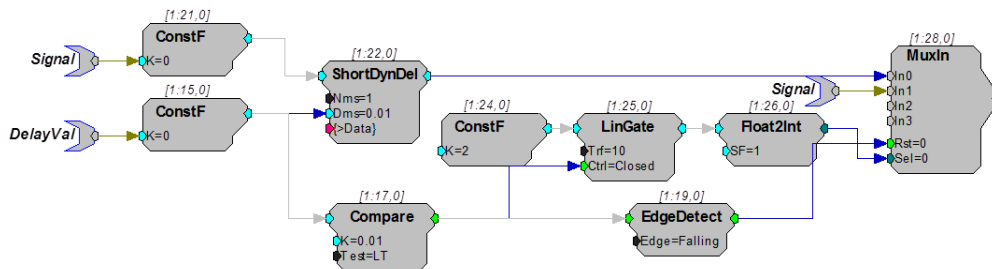 [1:21,0]
ConstF
K=0
Signal
[1:15,0]
ConstF
K=0
DelayVal
[1:22,0]
ShortDynDel
Nms=1
Dms=0.01
{>Data}
[1:24,0]
ConstF
K=2
[1:25,0]
LinGate
Trf=10
Ctrl=Closed
[1:26,0]
Float2Int
SF=1
Signal
[1:28,0]
MuxIn
In0
In1
In2
In3
Rst=0
Sel=0
[1:17,0]
Compare
K=0.01
Test=LT
[1:19,0]
EdgeDetect
Edge=Falling